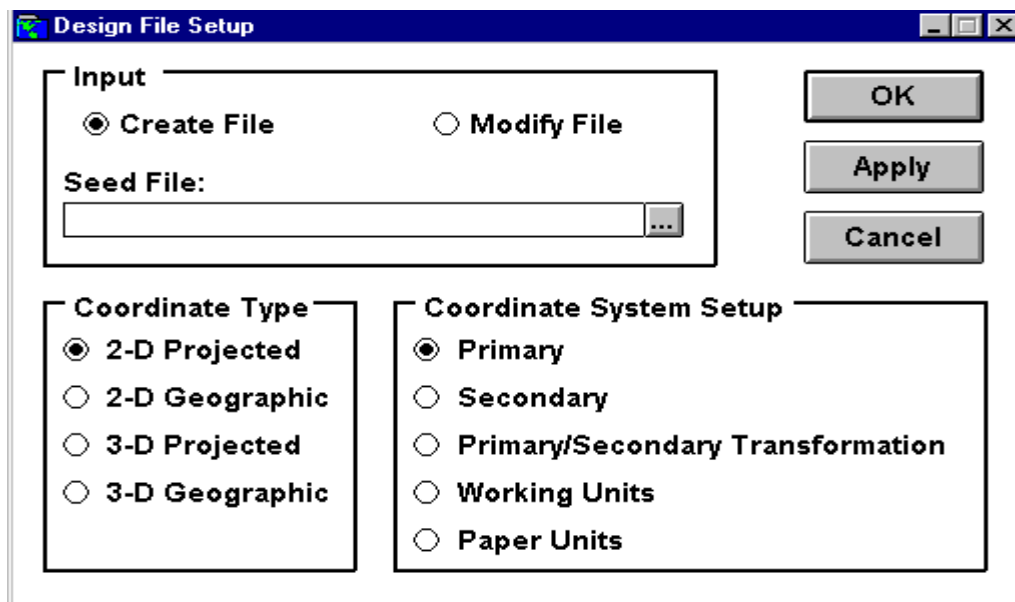 Design File Setup
Input
Create File
Modify File
Seed File:
...
OK
Apply
Cancel
Coordinate Type
2-D Projected
2-D Geographic
3-D Projected
3-D Geographic
Coordinate System Setup
Primary
Secondary
Primary/Secondary Transformation
Working Units
Paper Units